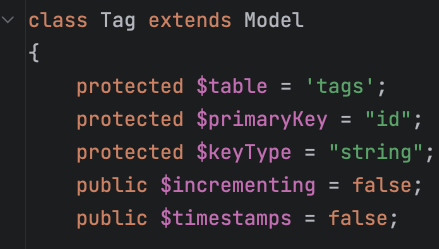 class Tag extends Model
{
    protected $table = 'tags';
    protected $primaryKey = "id";
    protected $keyType = "string";
    public $incrementing = false;
    public $timestamps = false;